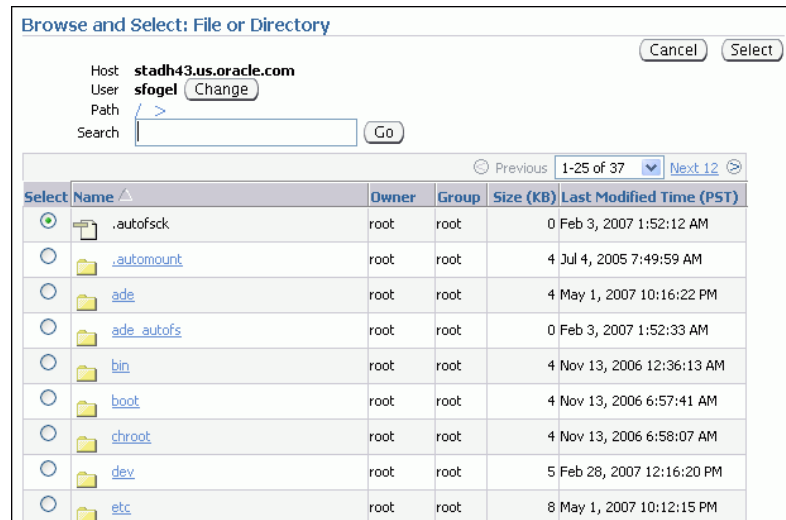 Browse and Select: File or Directory
Cancel Select
Host stadh43.us.oracle.com
User sfogel Change
Path / >
Search Go
Previous 1-25 of 37 Next 12
Select Name Owner Group Size (KB) Last Modified Time (PST)
.autofsck root root 0 Feb 3, 2007 1:52:12 AM
.automount root root 4 Jul 4, 2005 7:49:59 AM
ade root root 4 May 1, 2007 10:16:22 PM
ade_autofs root root 0 Feb 3, 2007 1:52:33 AM
bin root root 4 Nov 13, 2006 12:36:13 AM
boot root root 4 Nov 13, 2006 6:57:41 AM
chroot root root 4 Nov 13, 2006 6:58:07 AM
dev root root 5 Feb 28, 2007 12:16:20 PM
etc root root 8 May 1, 2007 10:12:15 PM